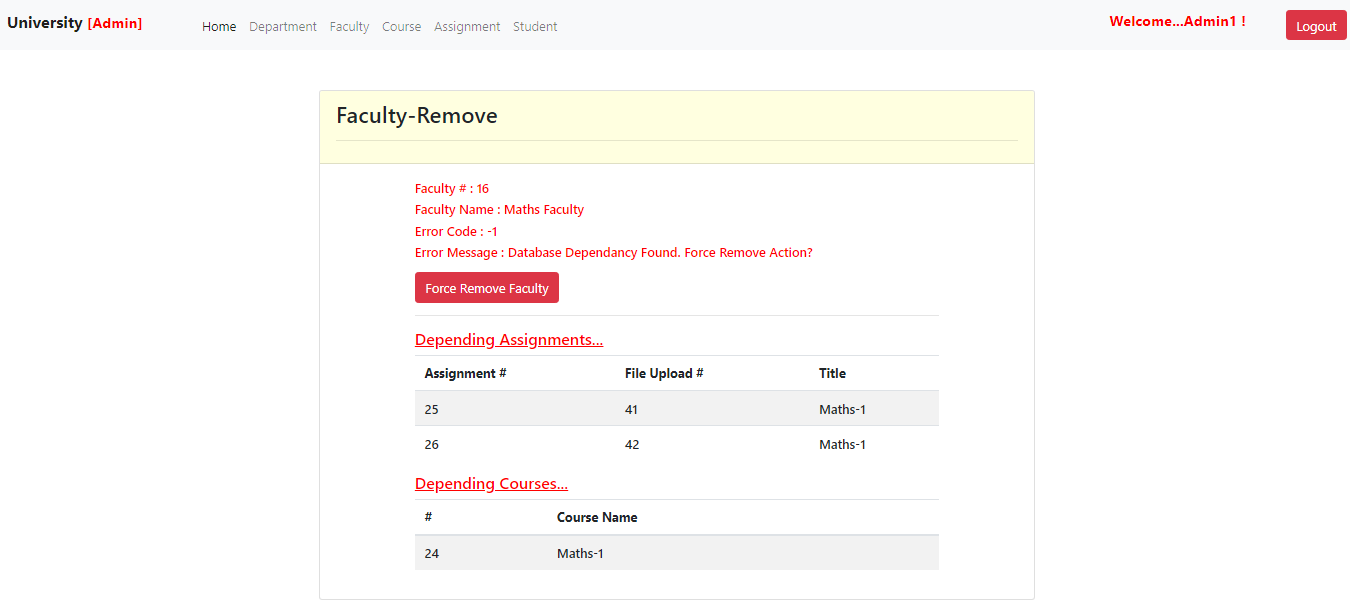 University [Admin] Home Department Faculty Course Assignment Student Welcome...Admin1 ! Logout
Faculty-Remove
Faculty # : 16
Faculty Name : Maths Faculty
Error Code : -1
Error Message : Database Dependancy Found. Force Remove Action?
Force Remove Faculty
Depending Assignments...
Assignment # File Upload # Title
25 41 Maths-1
26 42 Maths-1
Depending Courses...
# Course Name
24 Maths-1